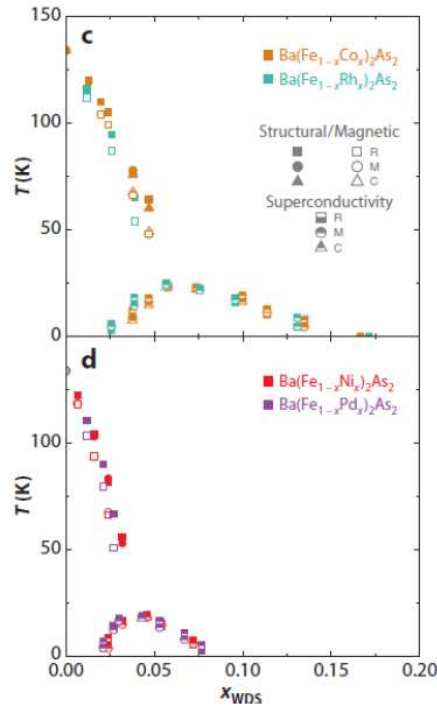 c
150
100
50
0
T (K)
Ba(Fe1−xCox)2As2
Ba(Fe1−xRhx)2As2
Structural/Magnetic
R
M
C
R
M
C
Superconductivity
R
M
C
d
100
50
0
T (K)
Ba(Fe1−xNix)2As2
Ba(Fe1−xPdx)2As2
0.00 0.05 0.10 0.15 0.20
xWDS